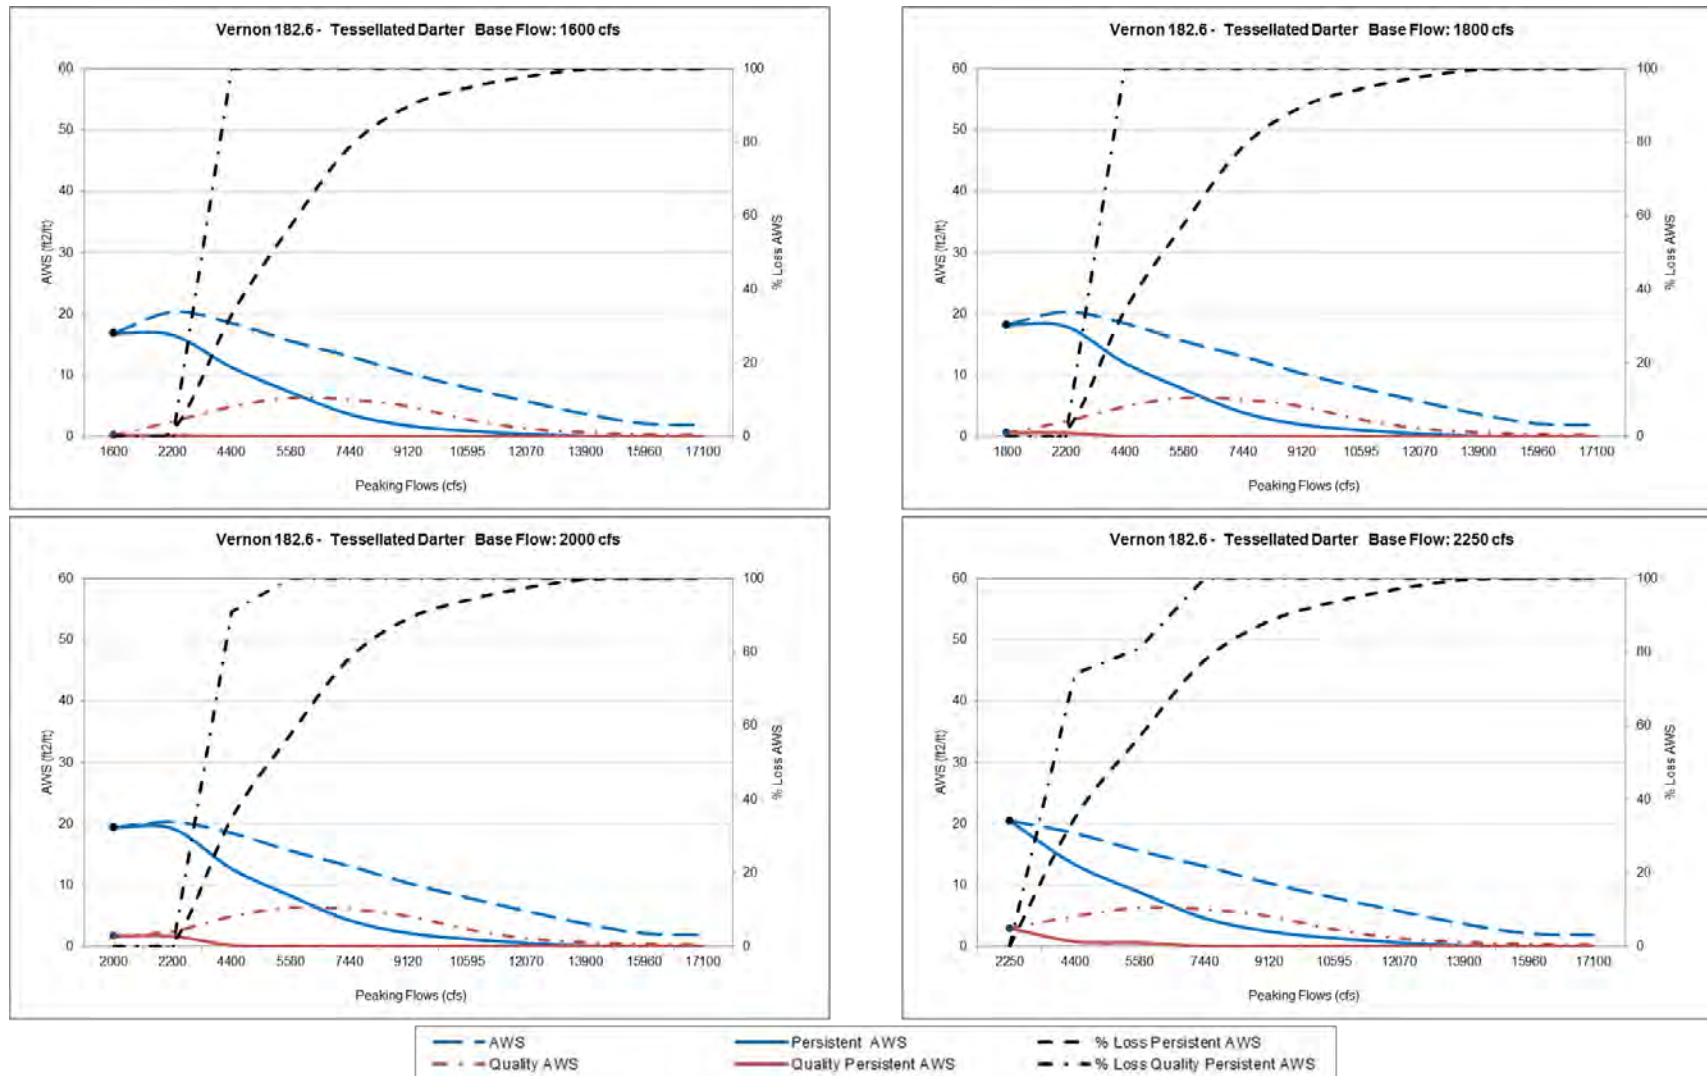 Vernon 182.6 - Tessellated Darter Base Flow: 1600 cfs
60
50
40
30
20
10
0
AWS (ft2/ft)
100
80
60
40
20
0
% Loss AWS
1600 2200 4400 5580 7440 9120 10595 12070 13900 15960 17100
Peaking Flows (cfs)
Vernon 182.6 - Tessellated Darter Base Flow: 1800 cfs
60
50
40
30
20
10
0
AWS (ft2/ft)
100
80
60
40
20
0
% Loss AWS
1800 2200 4400 5580 7440 9120 10595 12070 13900 15960 17100
Peaking Flows (cfs)
Vernon 182.6 - Tessellated Darter Base Flow: 2000 cfs
60
50
40
30
20
10
0
AWS (ft2/ft)
100
80
60
40
20
0
% Loss AWS
2000 2200 4400 5580 7440 9120 10595 12070 13900 15960 17100
Peaking Flows (cfs)
Vernon 182.6 - Tessellated Darter Base Flow: 2250 cfs
60
50
40
30
20
10
0
AWS (ft2/ft)
100
80
60
40
20
0
% Loss AWS
2250 4400 5580 7440 9120 10595 12070 13900 15960 17100
Peaking Flows (cfs)
AWS Persistent AWS % Loss Persistent AWS
Quality AWS Quality Persistent AWS % Loss Quality Persistent AWS